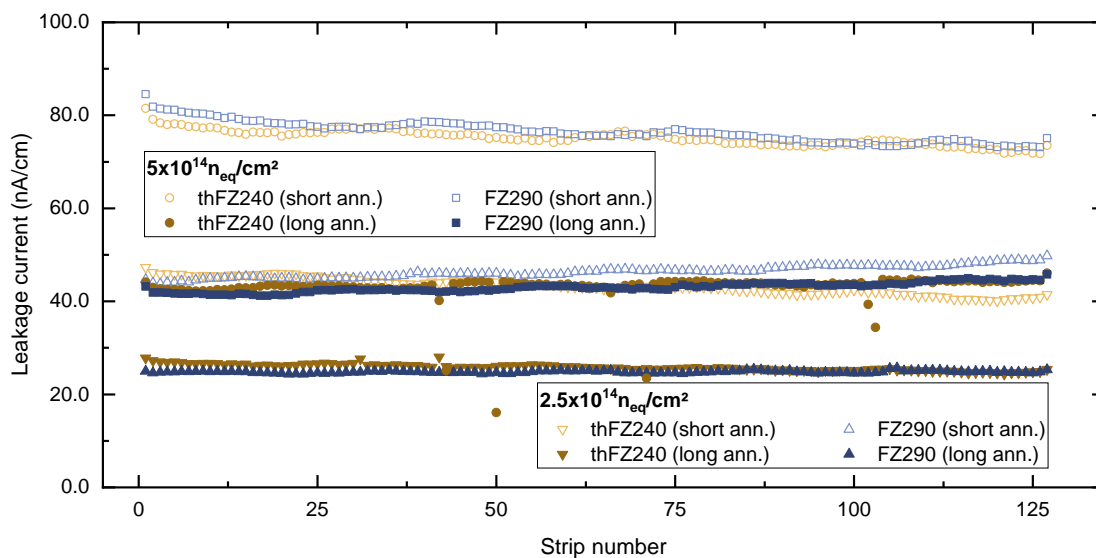 100.0
80.0
60.0
40.0
20.0
0.0
Leakage current (nA/cm)
5x10¹⁴n_eq/cm²
thFZ240 (short ann.) FZ290 (short ann.)
thFZ240 (long ann.) FZ290 (long ann.)
2.5x10¹⁴n_eq/cm²
thFZ240 (short ann.) FZ290 (short ann.)
thFZ240 (long ann.) FZ290 (long ann.)
0 25 50 75 100 125
Strip number